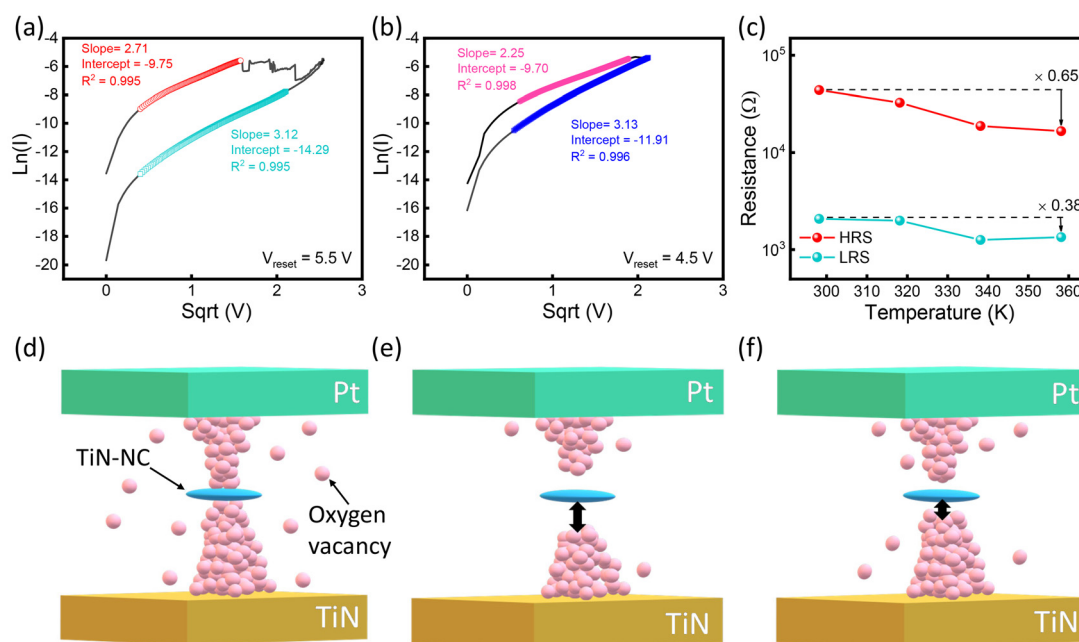 (a)
Slope= 2.71
Intercept = -9.75
R² = 0.995
Slope= 3.12
Intercept = -14.29
R² = 0.995
V_reset = 5.5 V
-4
-6
-8
-10
-12
-14
-16
-18
-20
Ln(I)
0
1
2
3
Sqrt (V)
(b)
Slope= 2.25
Intercept = -9.70
R² = 0.998
Slope= 3.13
Intercept = -11.91
R² = 0.996
V_reset = 4.5 V
-4
-6
-8
-10
-12
-14
-16
-18
-20
Ln(I)
0
1
2
3
Sqrt (V)
(c)
10⁵
10⁴
10³
Resistance (Ω)
× 0.65
× 0.38
HRS
LRS
300 310 320 330 340 350 360
Temperature (K)
(d)
Pt
TiN-NC
Oxygen
vacancy
TiN
(e)
Pt
TiN
(f)
Pt
TiN